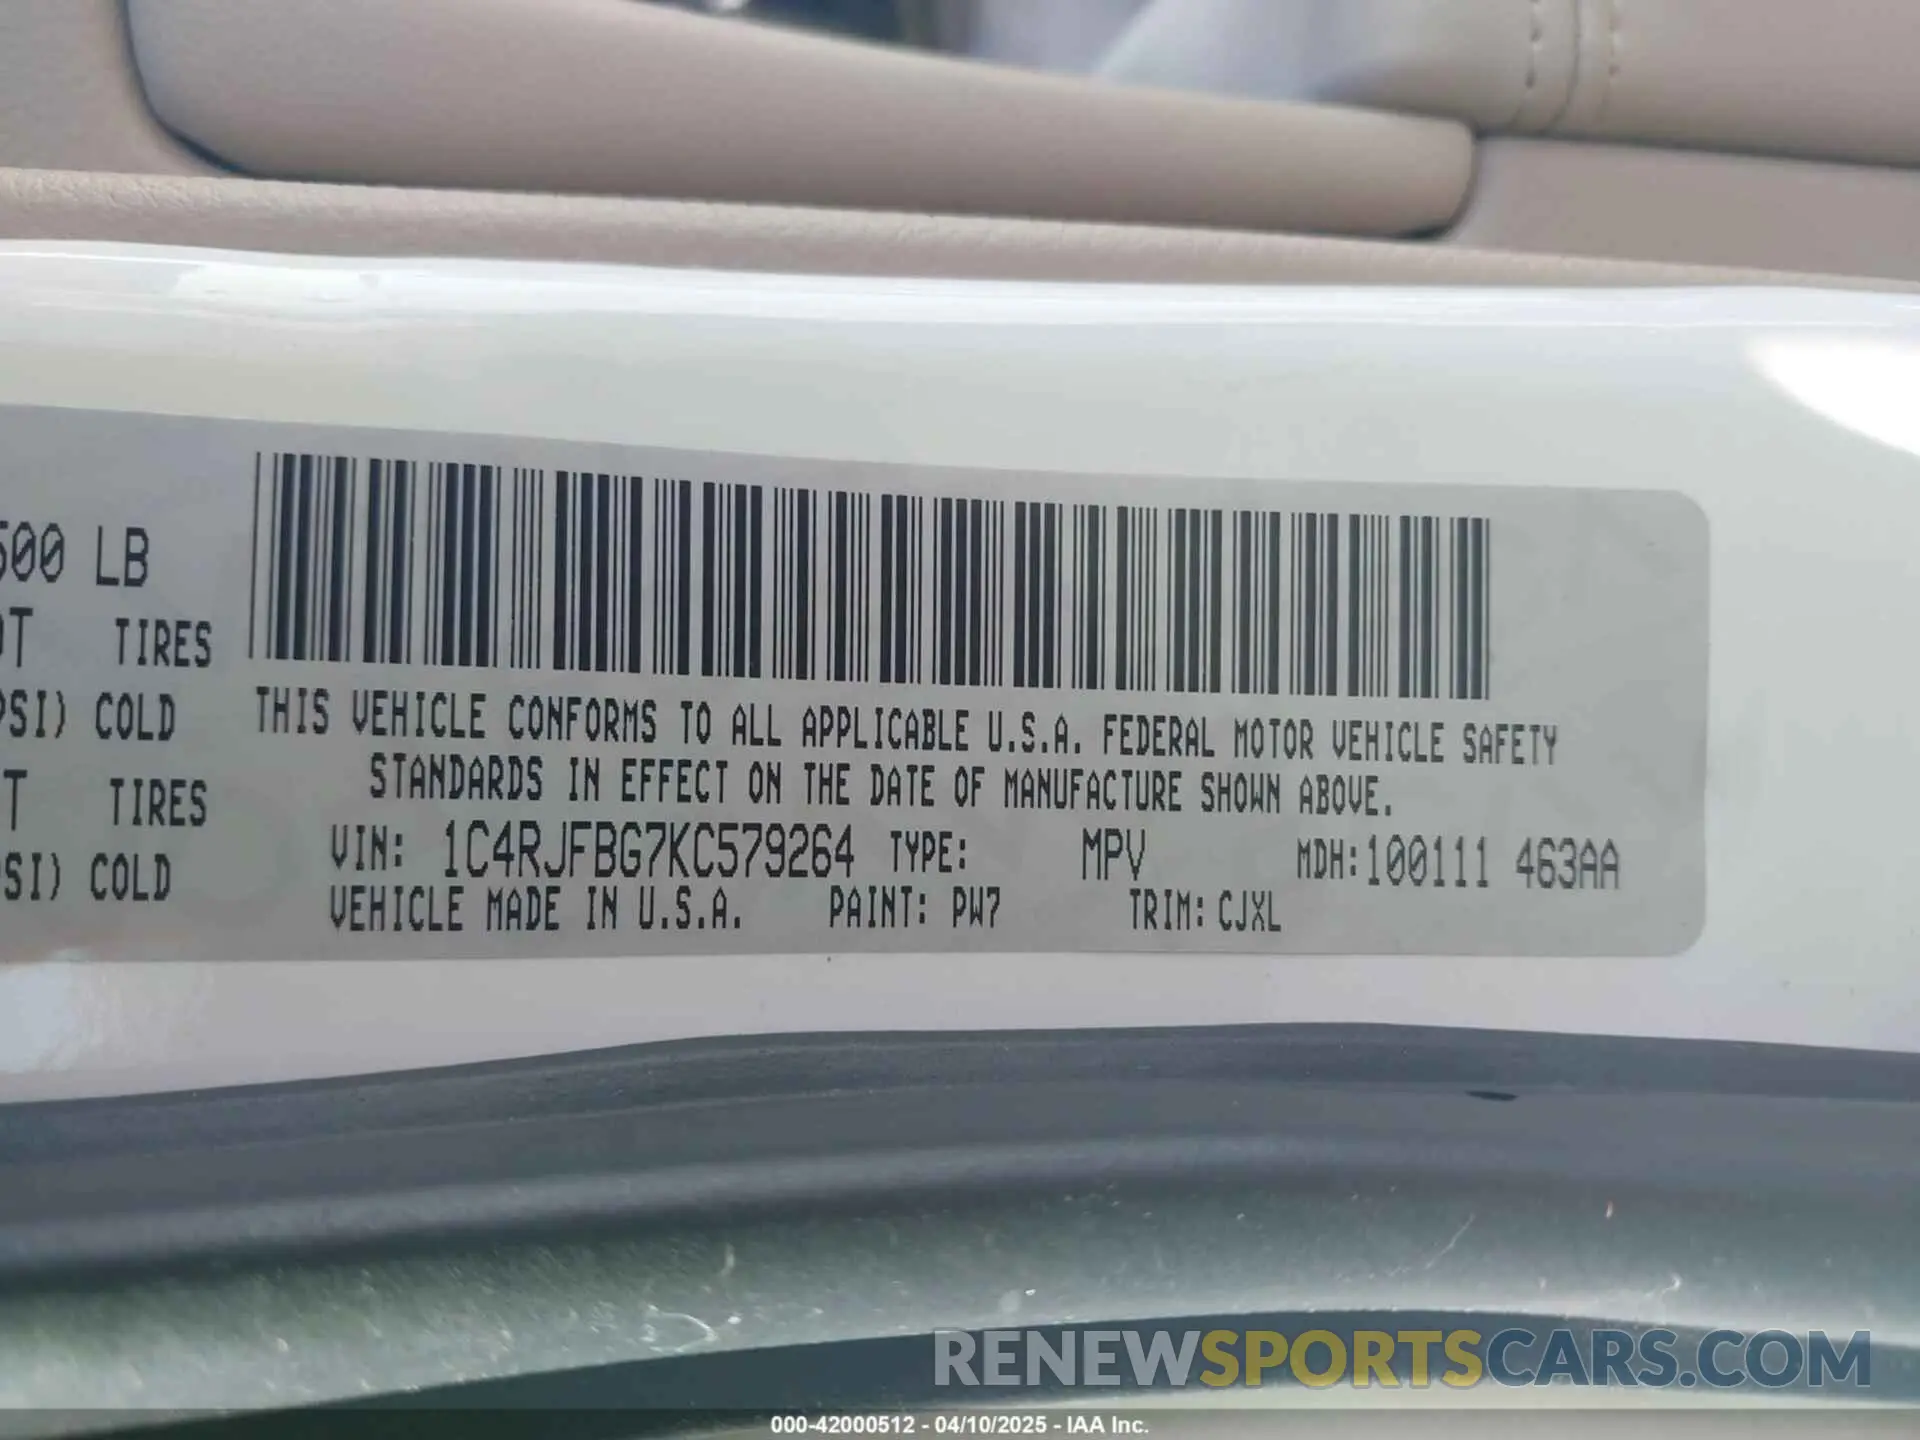 500 LB
TIRES
PSI) COLD
TIRES
SI) COLD
THIS VEHICLE CONFORMS TO ALL APPLICABLE U.S.A. FEDERAL MOTOR VEHICLE SAFETY
STANDARDS IN EFFECT ON THE DATE OF MANUFACTURE SHOWN ABOVE.
VIN: 1C4RJFBG7KC579264 TYPE: MPV MDH:100111 463AA
VEHICLE MADE IN U.S.A. PAINT: PW7 TRIM: CJXL
RENEWSPORTSCARS.COM
000-42000512 - 04/10/2025 - IAA Inc.